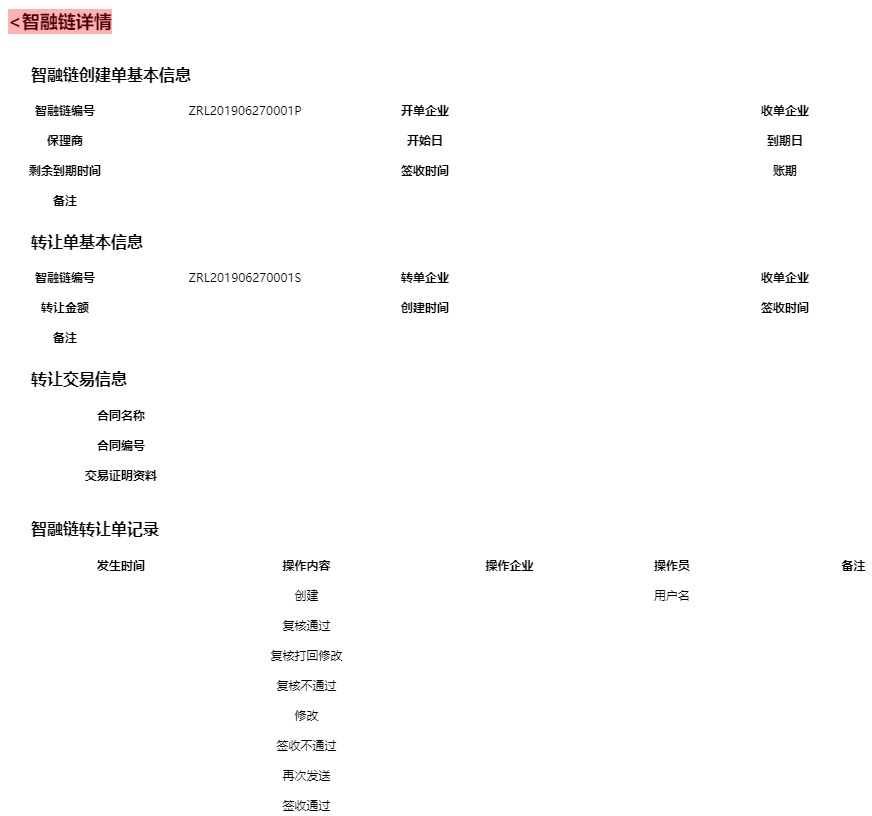 <智融链详情
智融链创建单基本信息
智融链编号 ZRL201906270001P 开单企业 收单企业
保理商 开始日 到期日
剩余到期时间 签收时间 账期
备注
转让单基本信息
智融链编号 ZRL201906270001S 转单企业 收单企业
转让金额 创建时间 签收时间
备注
转让交易信息
合同名称
合同编号
交易证明资料
智融链转让单记录
发生时间 操作内容 操作企业 操作员 备注
创建 用户名
复核通过
复核打回修改
复核不通过
修改
签收不通过
再次发送
签收通过